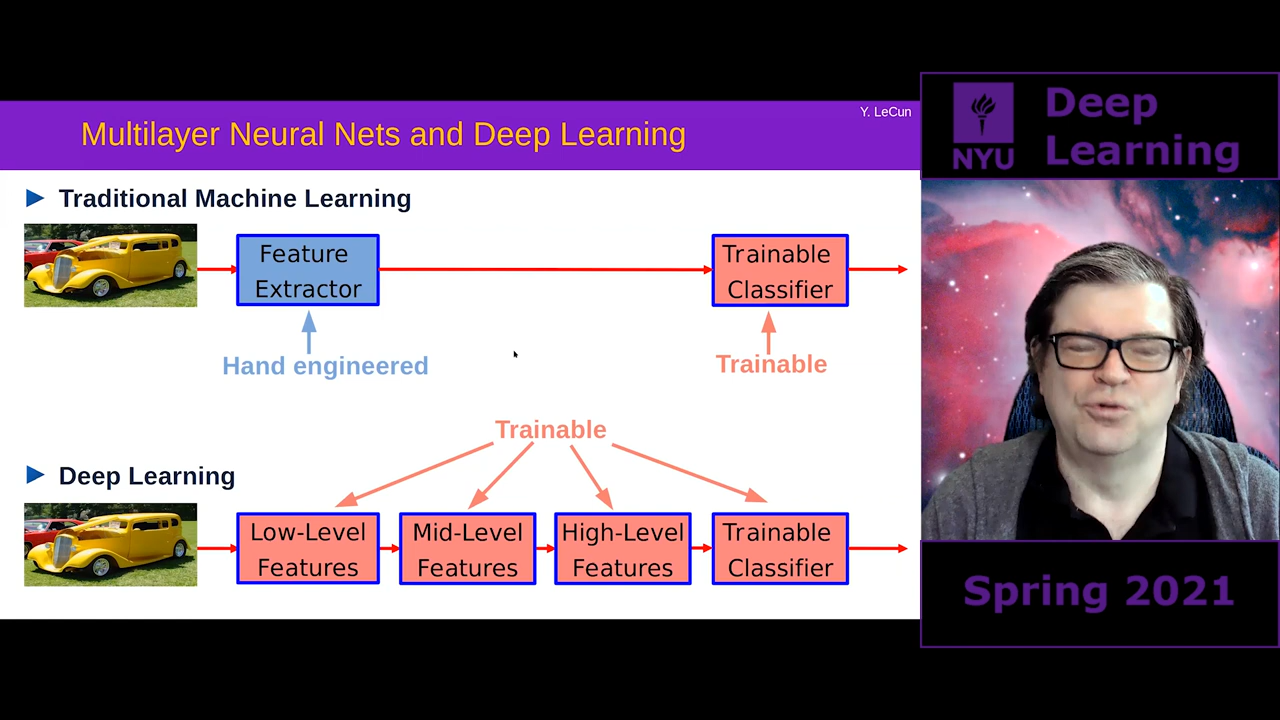 Y. LeCun
Multilayer Neural Nets and Deep Learning
Traditional Machine Learning
Feature
Extractor
Trainable
Classifier
Hand engineered
Trainable
Trainable
Deep Learning
Low-Level
Features
Mid-Level
Features
High-Level
Features
Trainable
Classifier
NYU
Deep
Learning
Spring 2021